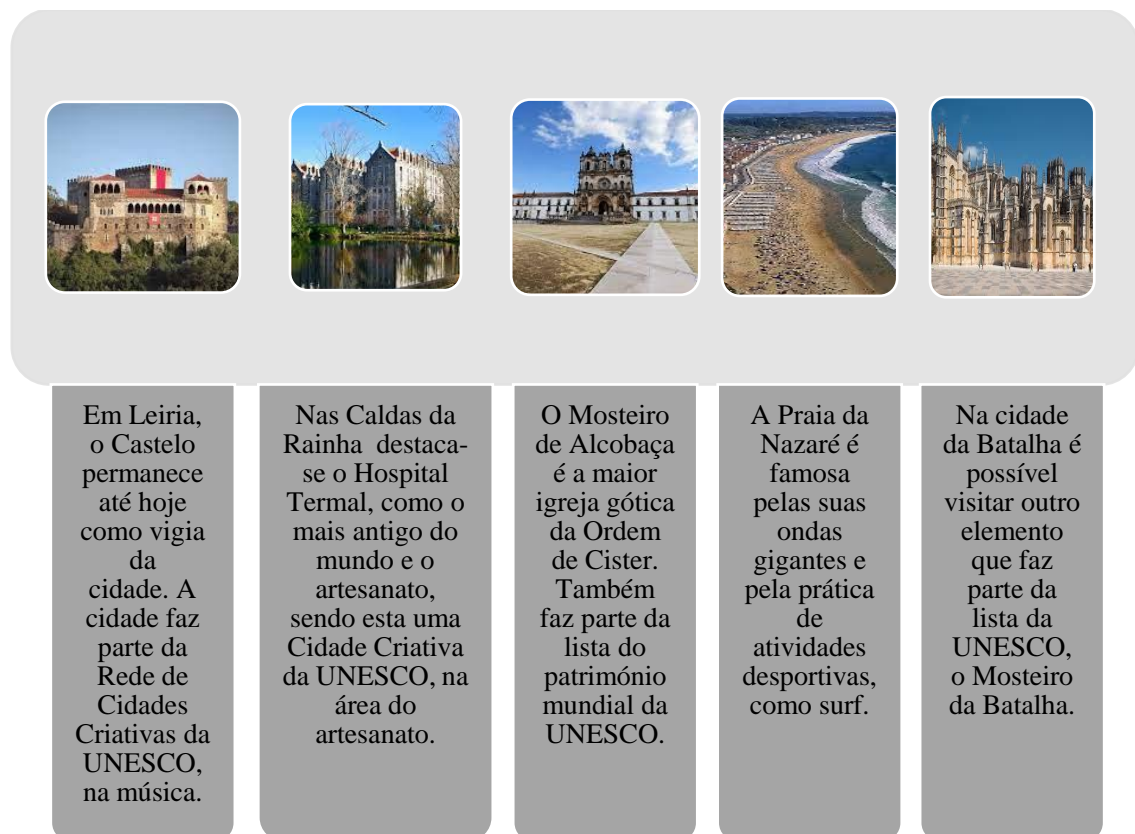 Em Leiria,
o Castelo
permanece
até hoje
como vigia
da
cidade. A
cidade faz
parte da
Rede de
Cidades
Criativas da
UNESCO,
na música.
Nas Caldas da
Rainha destaca-
se o Hospital
Termal, como o
mais antigo do
mundo e o
artesanato,
sendo esta uma
Cidade Criativa
da UNESCO, na
área do
artesanato.
O Mosteiro
de Alcobaça
é a maior
igreja gótica
da Ordem
de Cister.
Também
faz parte da
lista do
património
mundial da
UNESCO.
A Praia da
Nazaré é
famosa
pelas suas
ondas
gigantes e
pela prática
de
atividades
desportivas,
como surf.
Na cidade
da Batalha é
possível
visitar outro
elemento
que faz
parte da
lista da
UNESCO,
o Mosteiro
da Batalha.